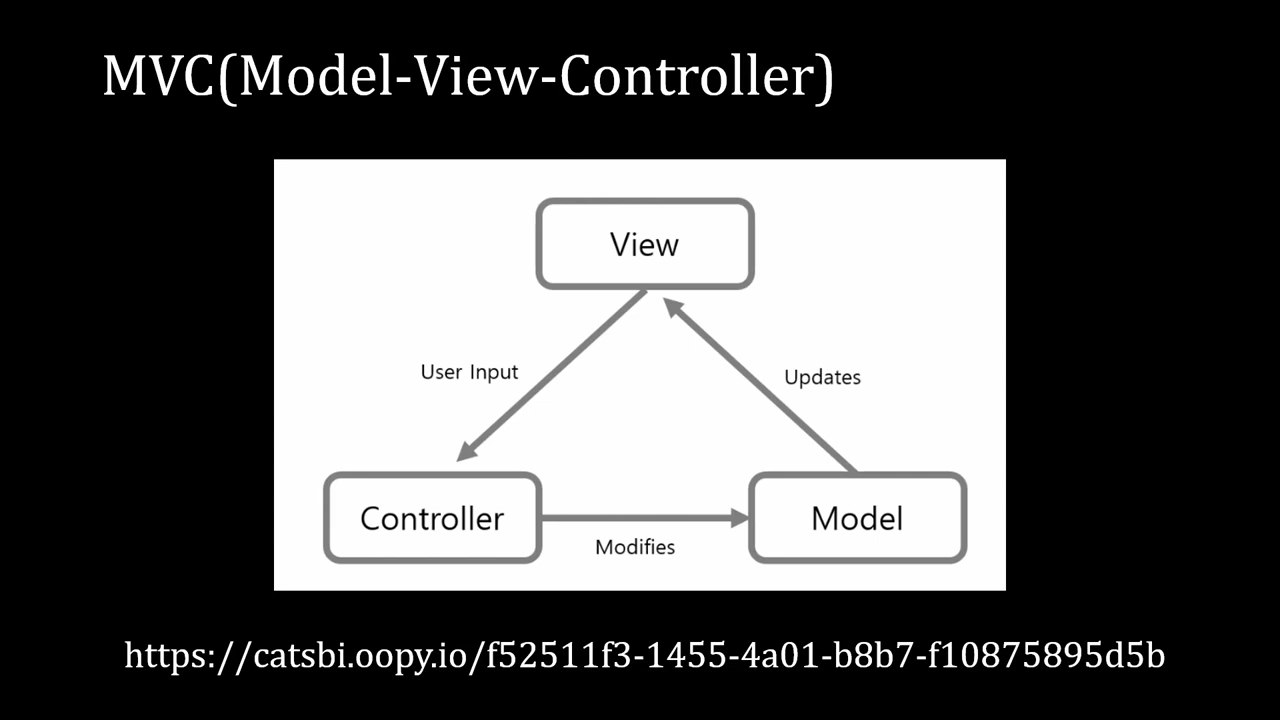 MVC(Model-View-Controller)
View
User Input
Updates
Controller
Modifies
Model
https://catsbi.oopy.io/f52511f3-1455-4a01-b8b7-f10875895d5b